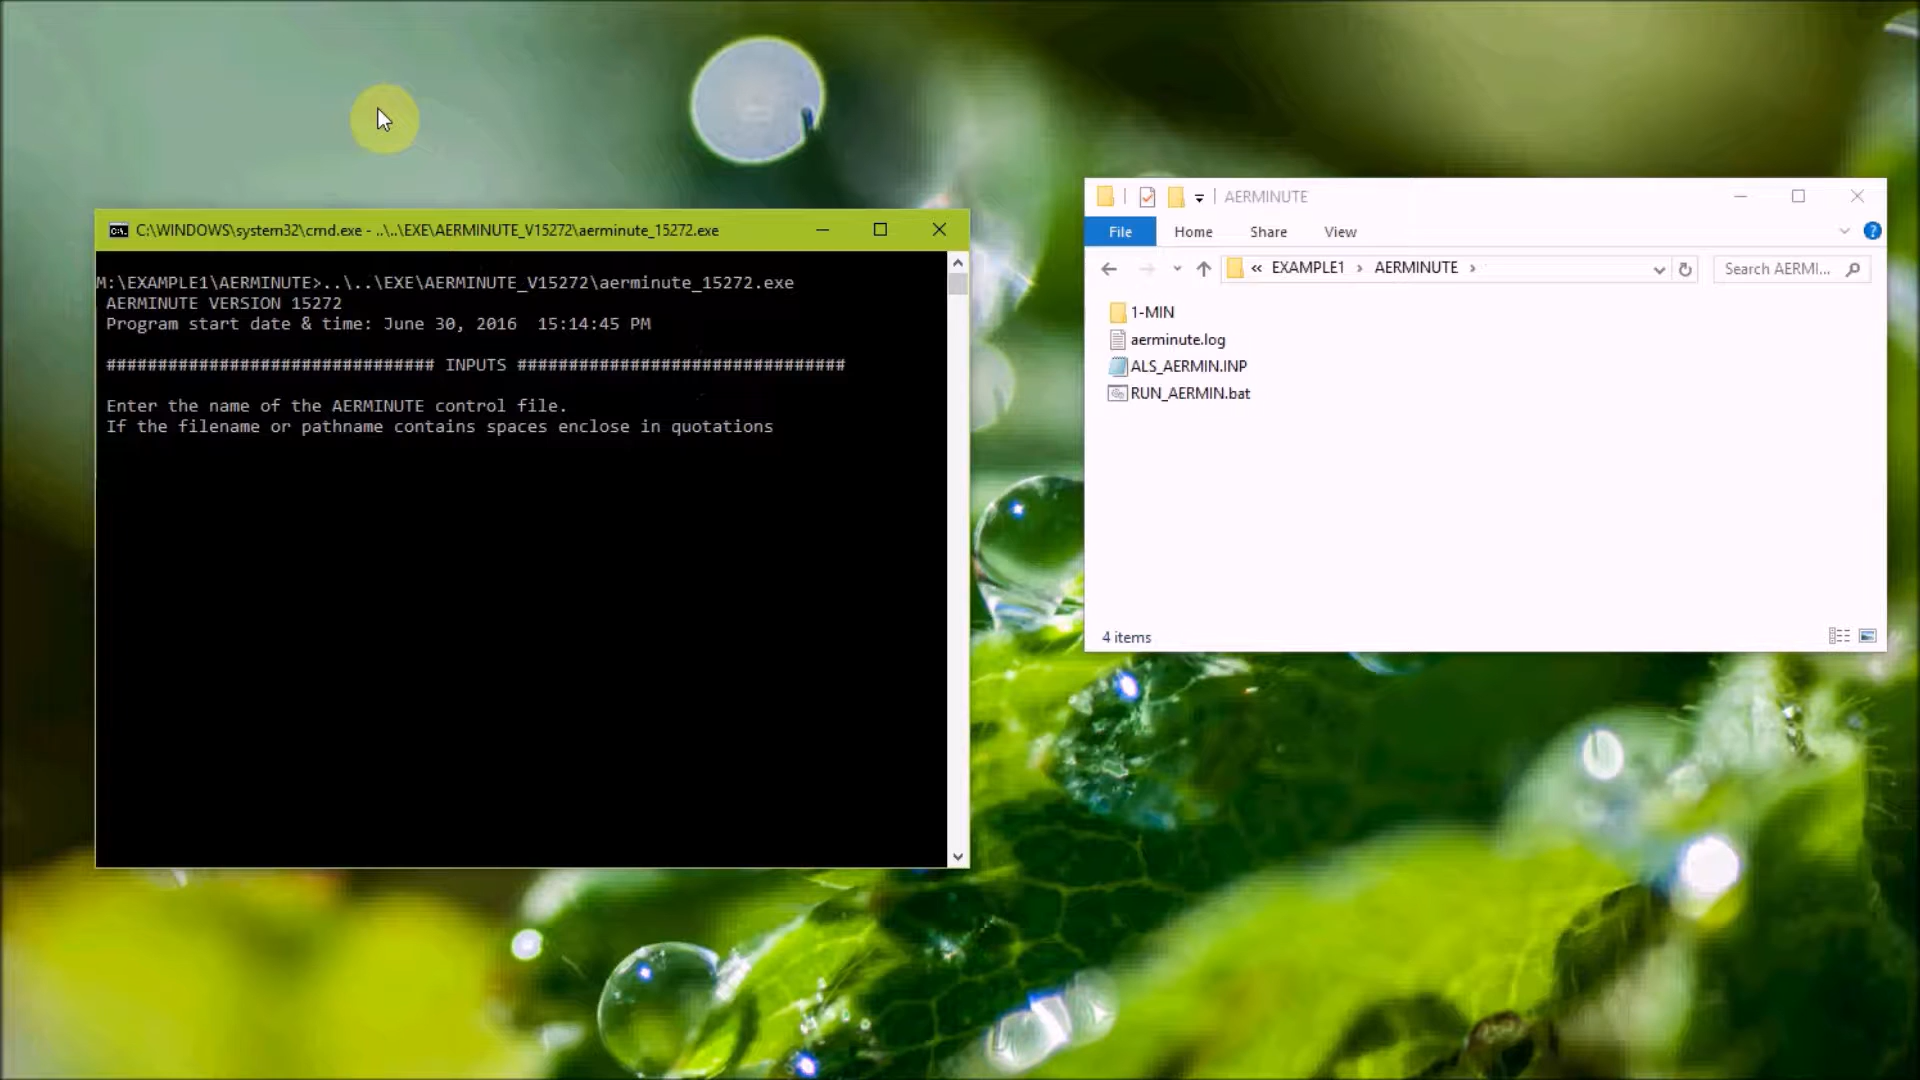 C:\WINDOWS\system32\cmd.exe - ..\..\EXE\AERMINUTE_V15272\aerminute_15272.exe
M:\EXAMPLE1\AERMINUTE>..\..\EXE\AERMINUTE_V15272\aerminute_15272.exe
AERMINUTE VERSION 15272
Program start date & time: June 30, 2016  15:14:45 PM
################################ INPUTS ################################
Enter the name of the AERMINUTE control file.
If the filename or pathname contains spaces enclose in quotations
AERMINUTE
File Home Share View
« EXAMPLE1 › AERMINUTE ›
Search AERMI...
1-MIN
aerminute.log
ALS_AERMIN.INP
RUN_AERMIN.bat
4 items